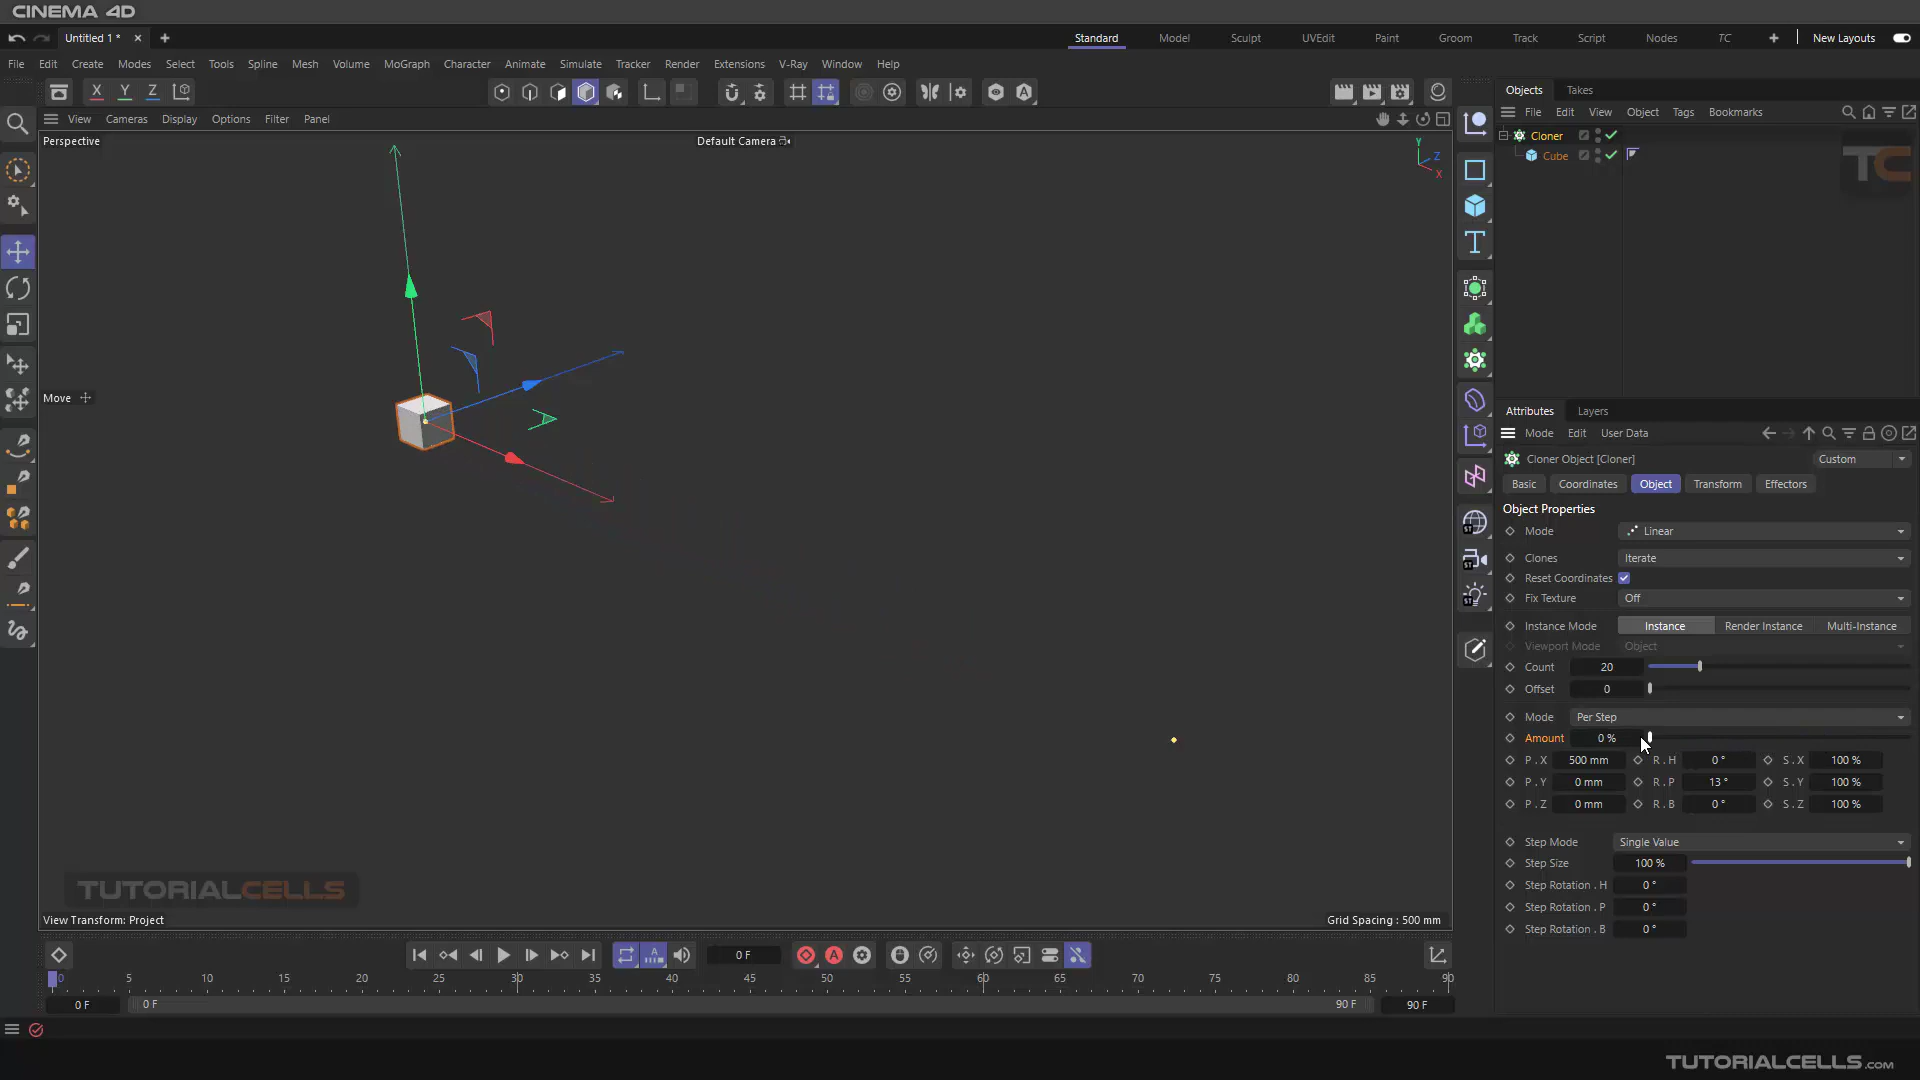 CINEMA 4D
Untitled 1 *
Standard Model Sculpt UVEdit Paint Groom Track Script Nodes TC New Layouts
File Edit Create Modes Select Tools Spline Mesh Volume MoGraph Character Animate Simulate Tracker Render Extensions V-Ray Window Help
X Y Z
Objects Takes
View Cameras Display Options Filter Panel
File Edit View Object Tags Bookmarks
Perspective
Default Camera
Y
Z
X
Cloner
Cube
TC
Move
Attributes Layers
Mode Edit User Data
Cloner Object [Cloner]
Custom
Basic Coordinates Object Transform Effectors
Object Properties
Mode Linear
Clones Iterate
Reset Coordinates
Fix Texture Off
Instance Mode Instance Render Instance Multi-Instance
Viewport Mode Object
Count 20
Offset 0
Mode Per Step
Amount 0 %
P . X 500 mm R . H 0 ° S . X 100 %
P . Y 0 mm R . P 13 ° S . Y 100 %
P . Z 0 mm R . B 0 ° S . Z 100 %
Step Mode Single Value
Step Size 100 %
Step Rotation . H 0 °
Step Rotation . P 0 °
Step Rotation . B 0 °
TUTORIALCELLS
View Transform: Project
Grid Spacing : 500 mm
0 F
0 5 10 15 20 25 30 35 40 45 50 55 60 65 70 75 80 85 90
0 F 0 F 90 F 90 F
TUTORIALCELLS.com